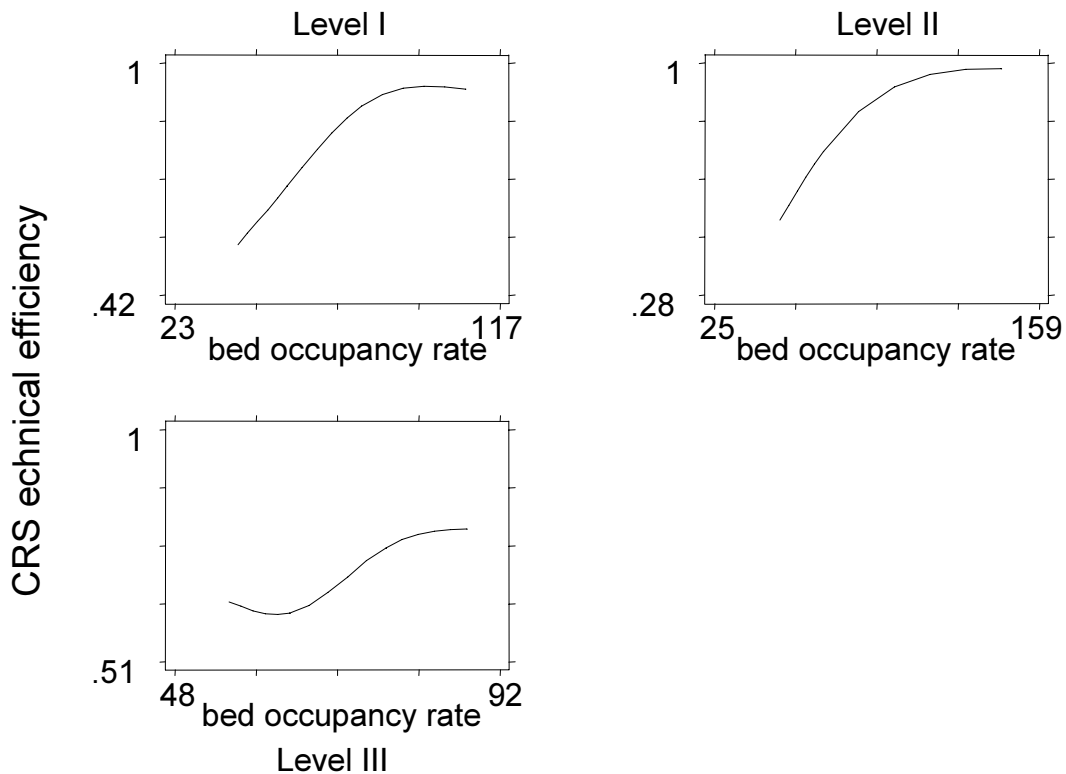 Level I
Level II
CRS echnical efficiency
1
.42
23
117
bed occupancy rate
1
.28
25
159
bed occupancy rate
1
.51
48
92
bed occupancy rate
Level III